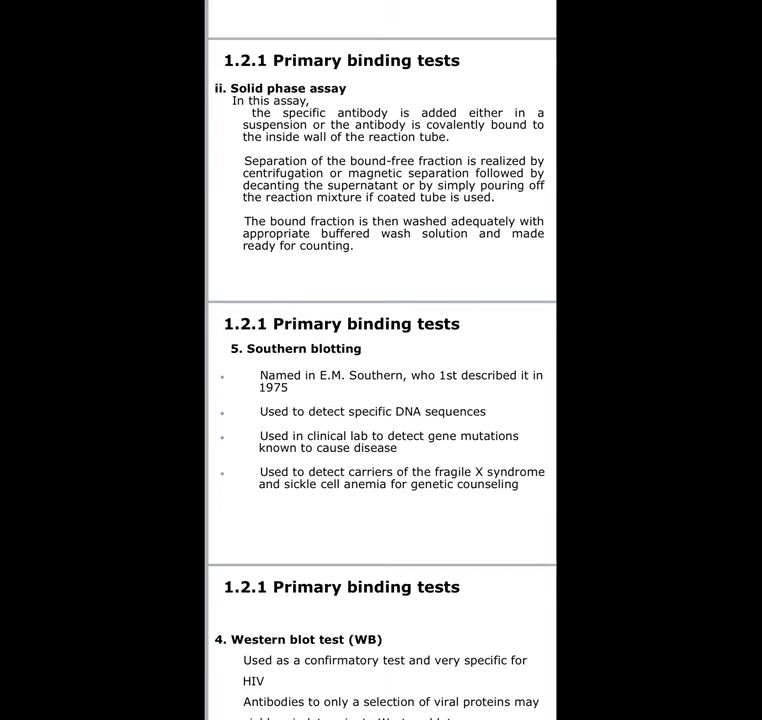 1.2.1 Primary binding tests
ii. Solid phase assay
In this assay,
the specific antibody is added either in a
suspension or the antibody is covalently bound to
the inside wall of the reaction tube.
Separation of the bound-free fraction is realized by
centrifugation or magnetic separation followed by
decanting the supernatant or by simply pouring off
the reaction mixture if coated tube is used.
The bound fraction is then washed adequately with
appropriate buffered wash solution and made
ready for counting.
1.2.1 Primary binding tests
5. Southern blotting
Named in E.M. Southern, who 1st described it in
1975
Used to detect specific DNA sequences
Used in clinical lab to detect gene mutations
known to cause disease
Used to detect carriers of the fragile X syndrome
and sickle cell anemia for genetic counseling
1.2.1 Primary binding tests
4. Western blot test (WB)
Used as a confirmatory test and very specific for
HIV
Antibodies to only a selection of viral proteins may